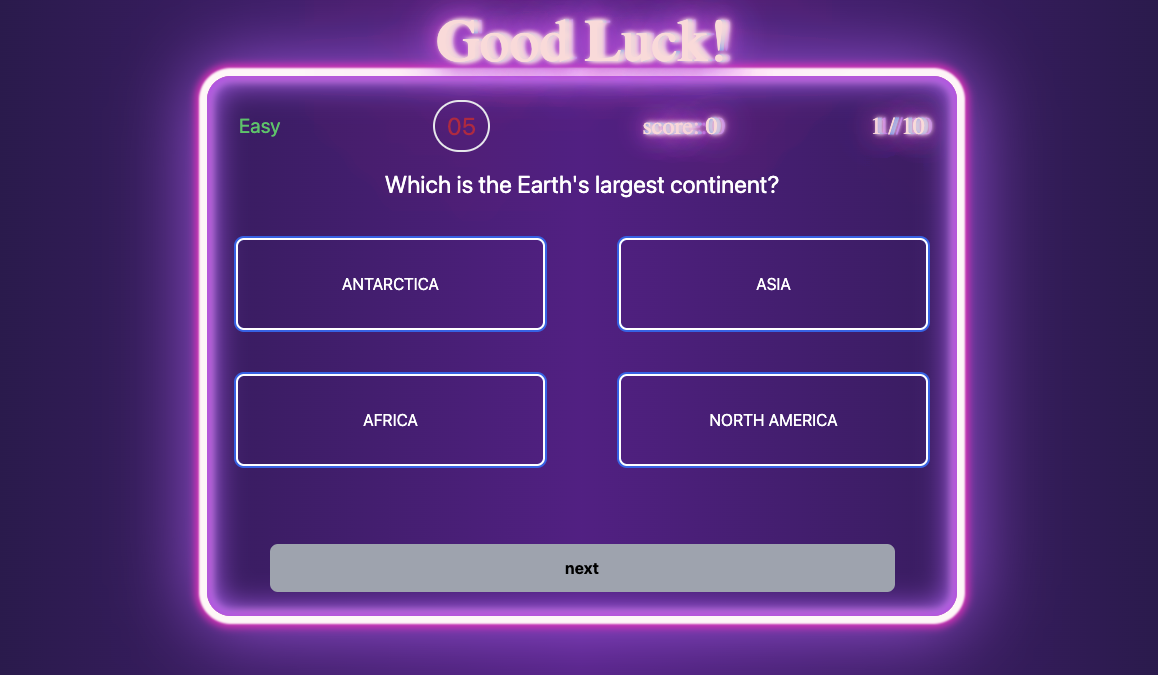 Good Luck!
Easy
05
score: 0
1 / 10
Which is the Earth's largest continent?
ANTARCTICA
ASIA
AFRICA
NORTH AMERICA
next